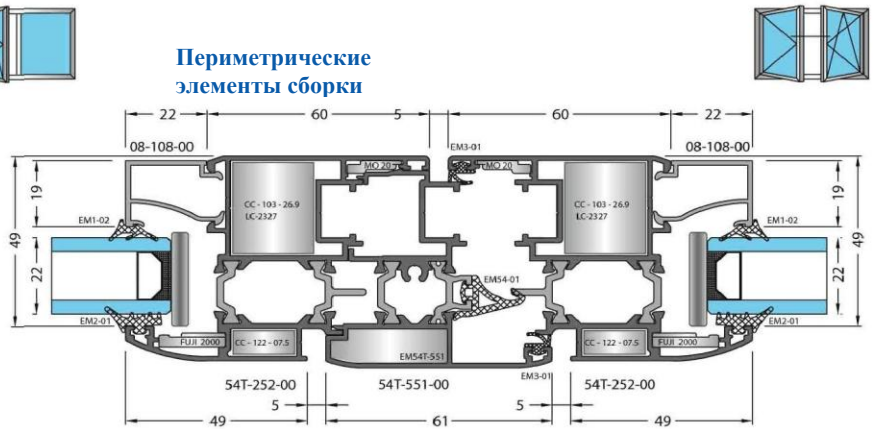 Периметрические
элементы сборки
22 60 5 60 22
08-108-00 EM3-01 08-108-00
MO 20 MO 20
49 19 19 49
CC - 103 - 26.9 CC - 103 - 26.9
LC-2327 LC-2327
EM1-02 EM1-02
22 22
EM54-01
EM2-01 EM2-01
FUJI 2000 CC - 122 - 07.5 CC - 122 - 07.5 FUJI 2000
EM54T-551
EM3-01
54T-252-00 54T-551-00 54T-252-00
5 5
49 61 49